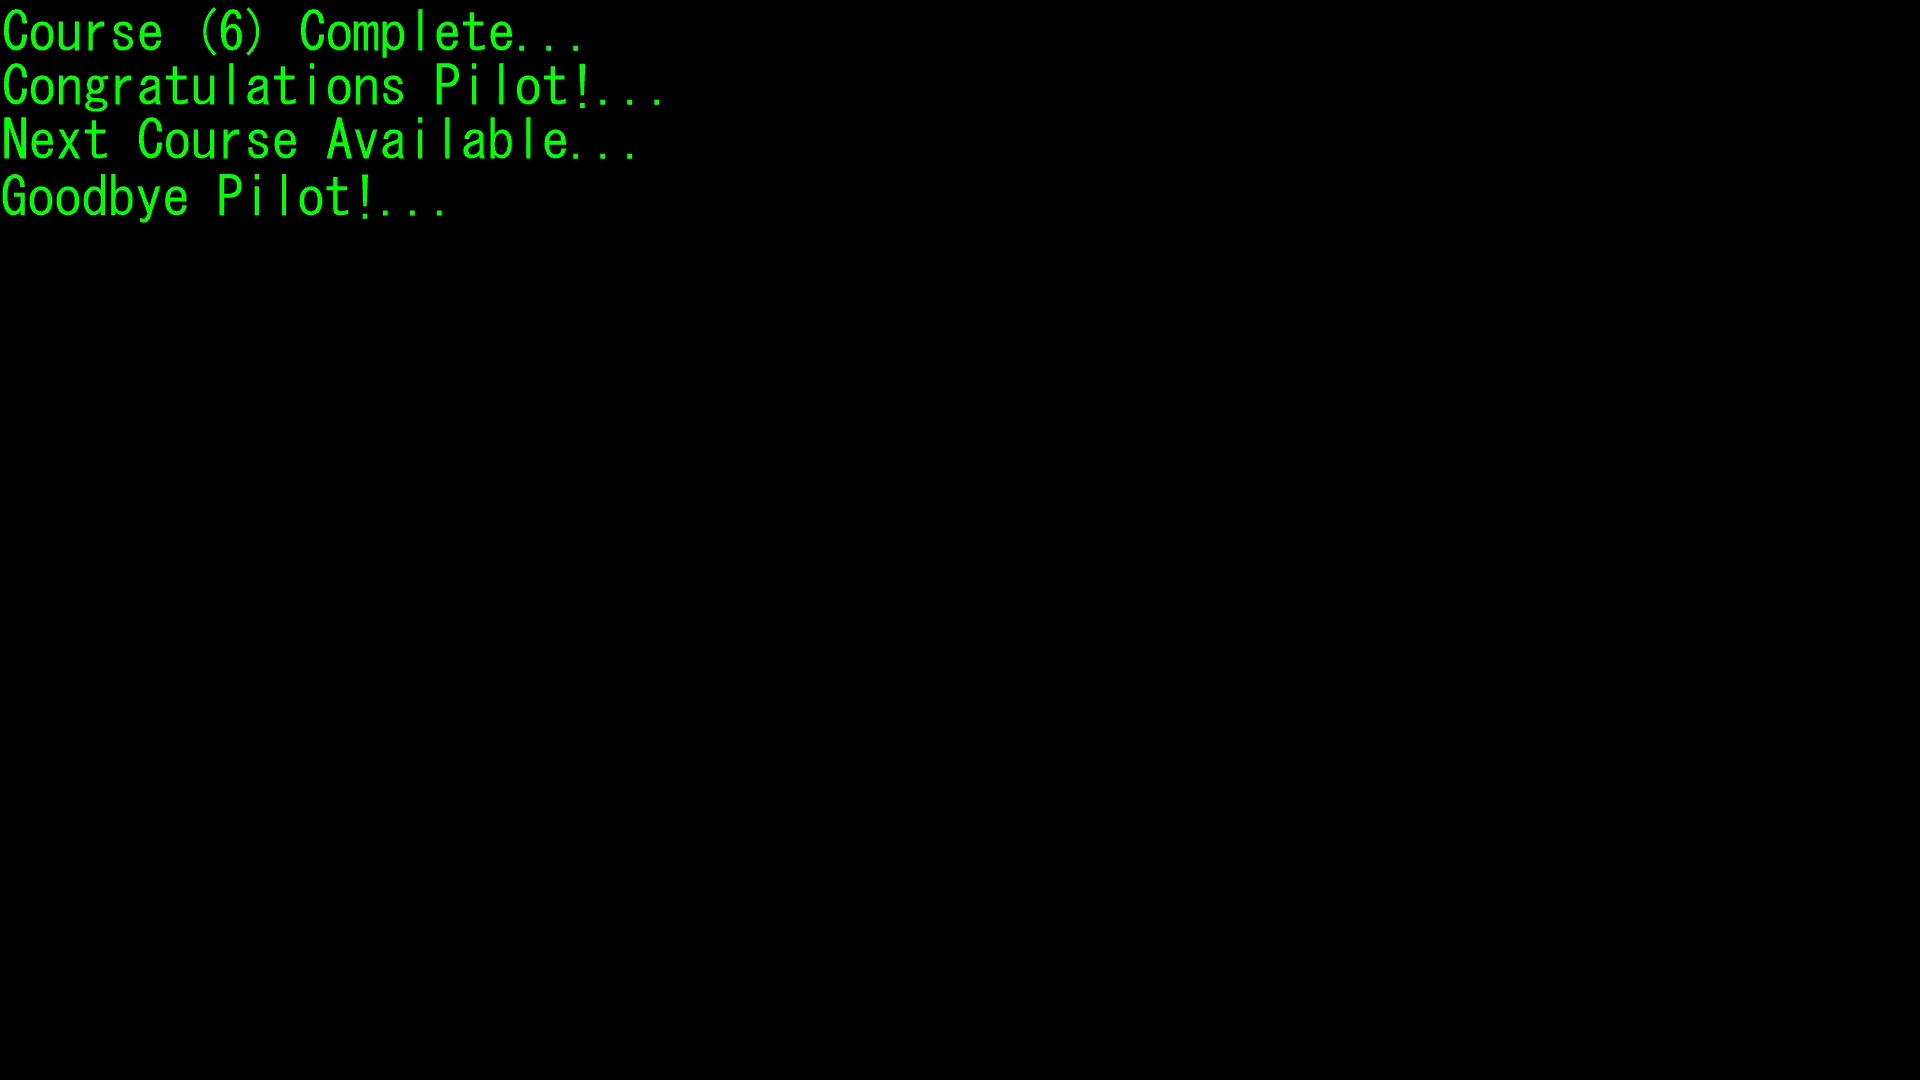 Course (6) Complete...
Congratulations Pilot!...
Next Course Available...
Goodbye Pilot!...